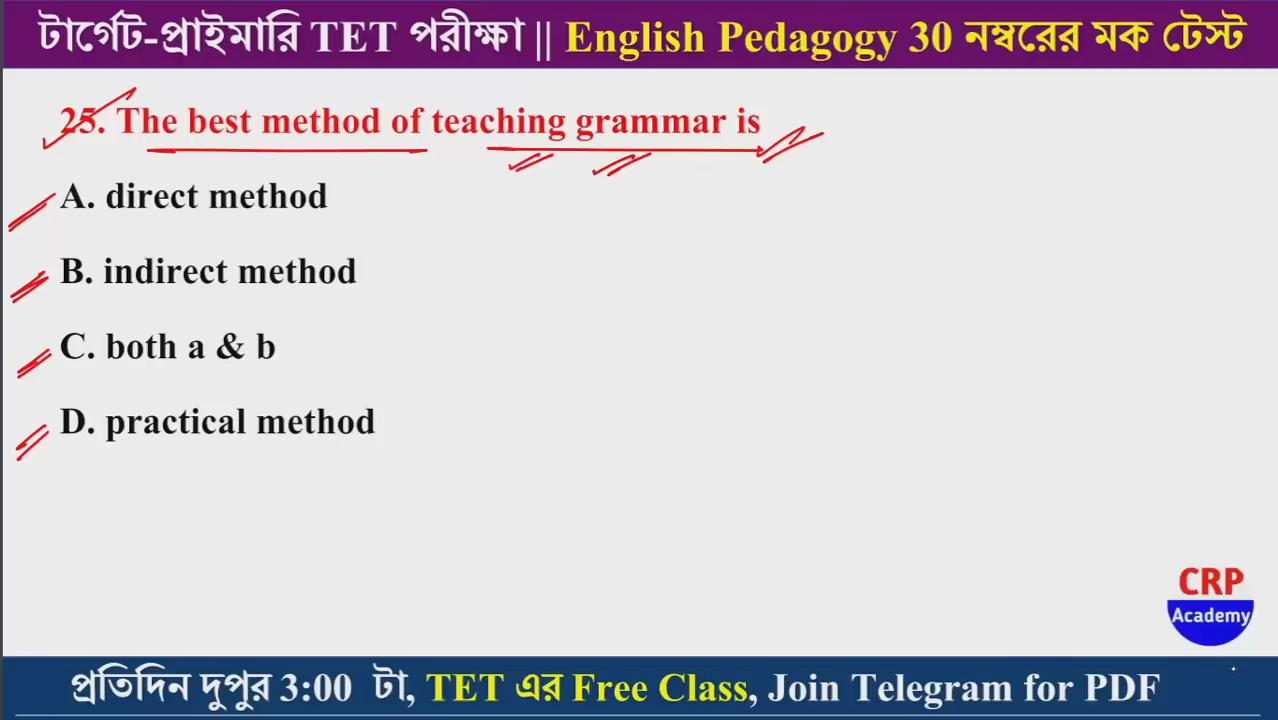 টার্গেট-প্রাইমারি TET পরীক্ষা || English Pedagogy 30 নম্বরের মক টেস্ট
25. The best method of teaching grammar is
A. direct method
B. indirect method
C. both a & b
D. practical method
CRP
Academy
প্রতিদিন দুপুর 3:00 টা, TET এর Free Class, Join Telegram for PDF